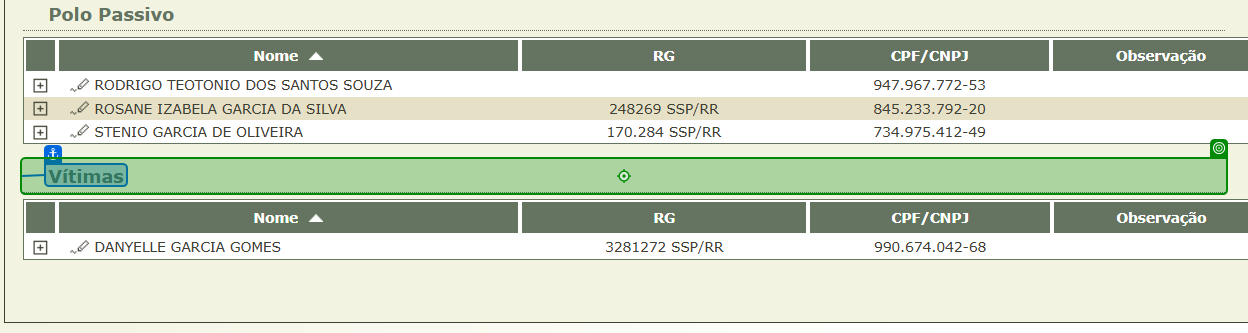 Polo Passivo
Nome RG CPF/CNPJ Observação
RODRIGO TEOTONIO DOS SANTOS SOUZA 947.967.772-53
ROSANE IZABELA GARCIA DA SILVA 248269 SSP/RR 845.233.792-20
STENIO GARCIA DE OLIVEIRA 170.284 SSP/RR 734.975.412-49
Vítimas
Nome RG CPF/CNPJ Observação
DANYELLE GARCIA GOMES 3281272 SSP/RR 990.674.042-68